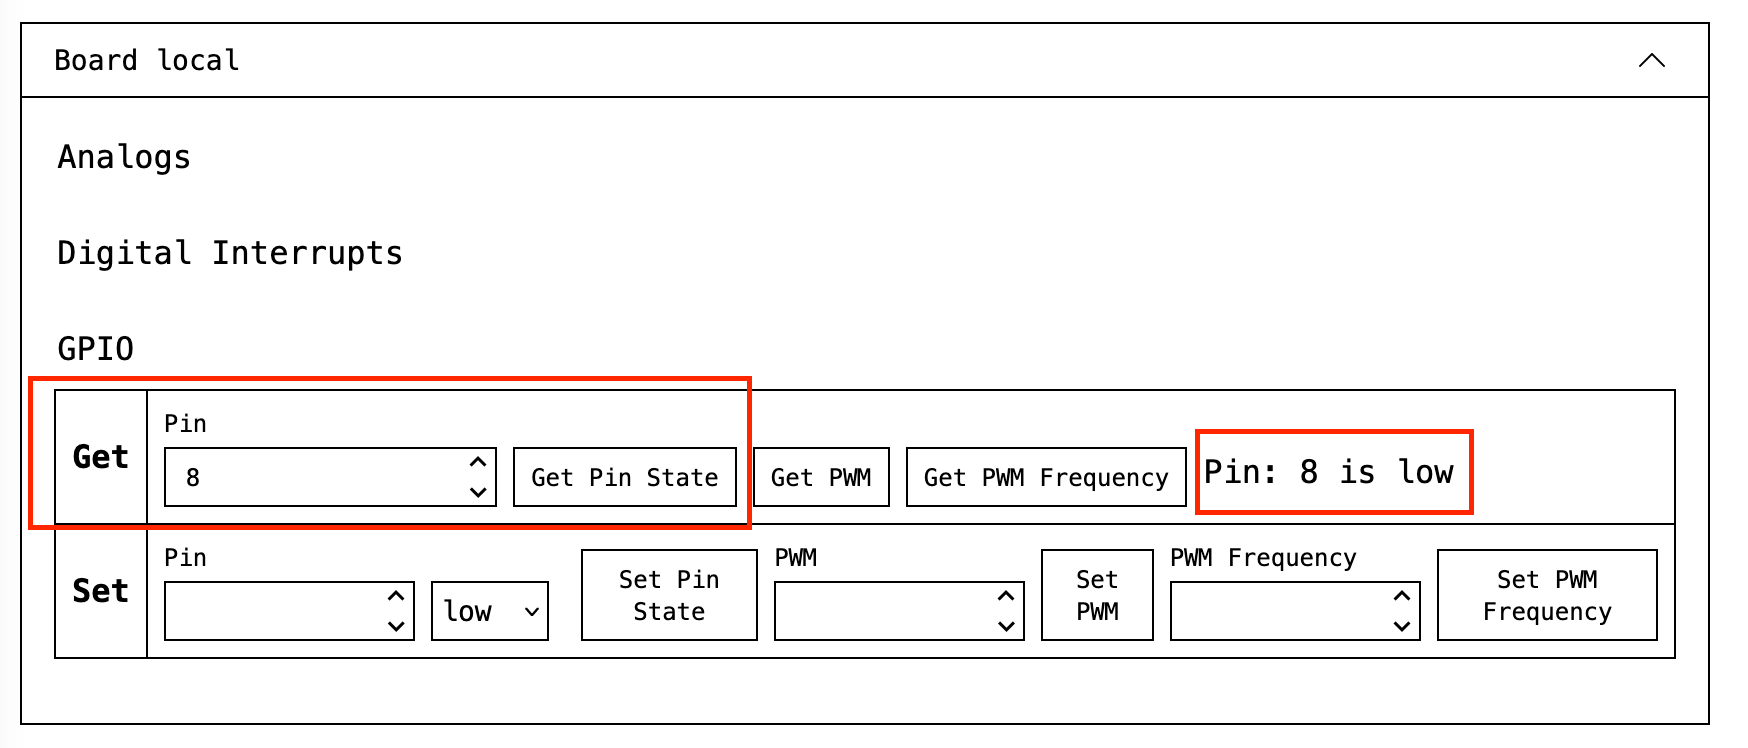 Board local
Analogs
Digital Interrupts
GPIO
Get
Pin
8
Get Pin State
Get PWM
Get PWM Frequency
Pin: 8 is low
Set
Pin
low
Set Pin
State
PWM
Set
PWM
PWM Frequency
Set PWM
Frequency